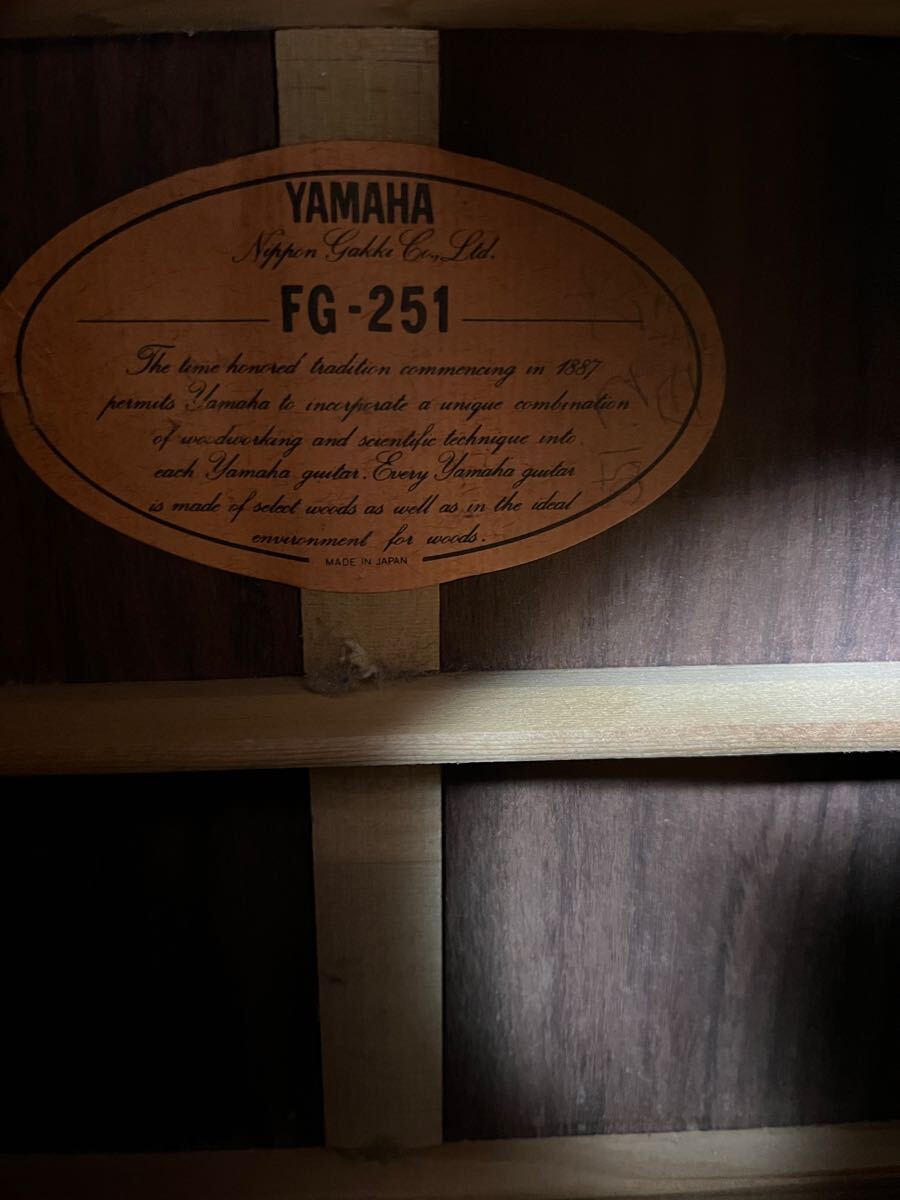 YAMAHA
Nippon Gakki Co., Ltd.
FG-251
The time honored tradition commencing in 1887
permits Yamaha to incorporate a unique combination
of woodworking and scientific technique into
each Yamaha guitar. Every Yamaha guitar
is made of select woods as well as in the ideal
environment for woods.
MADE IN JAPAN